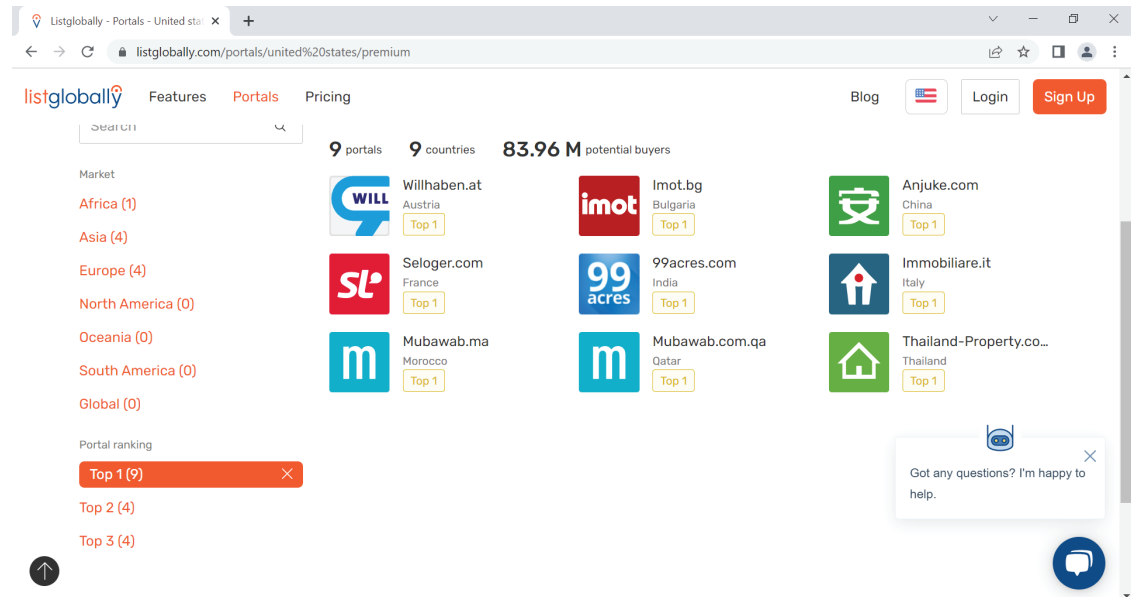 Listglobally - Portals - United sta
listglobally.com/portals/united%20states/premium
listglobally
Features
Portals
Pricing
Blog
Login
Sign Up
Search
9 portals
9 countries
83.96 M potential buyers
Market
Africa (1)
Asia (4)
Europe (4)
North America (0)
Oceania (0)
South America (0)
Global (0)
Portal ranking
Top 1 (9)
Top 2 (4)
Top 3 (4)
WILL
Willhaben.at
Austria
Top 1
imot
Imot.bg
Bulgaria
Top 1
安
Anjuke.com
China
Top 1
SL
Seloger.com
France
Top 1
99
acres
99acres.com
India
Top 1
Immobiliare.it
Italy
Top 1
m
Mubawab.ma
Morocco
Top 1
m
Mubawab.com.qa
Qatar
Top 1
Thailand-Property.co...
Thailand
Top 1
Got any questions? I'm happy to
help.